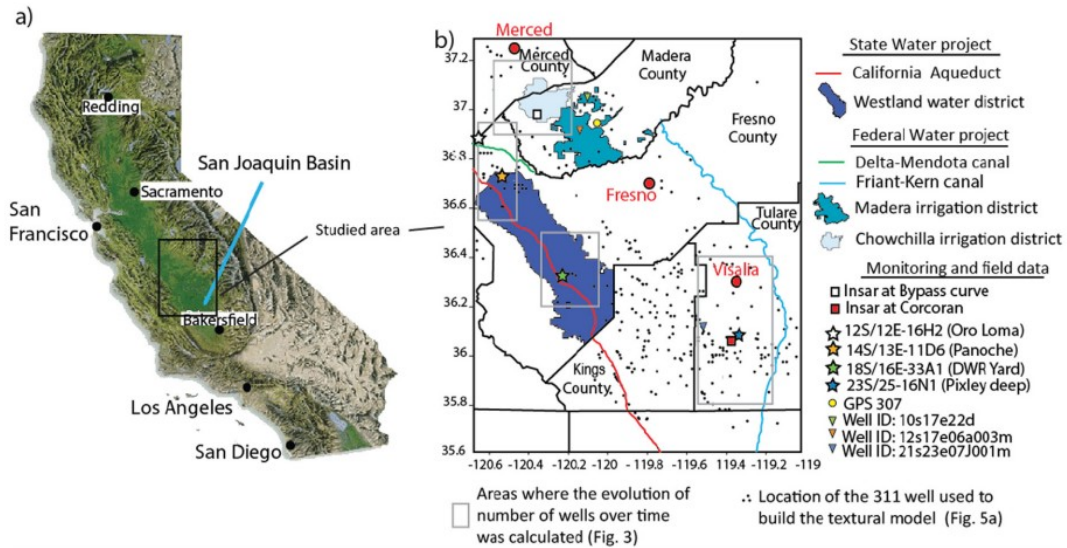 a)
Redding
San Joaquin Basin
Sacramento
San
Francisco
Studied area
Bakersfield
Los Angeles
San Diego
b)
Merced
37.2
Merced
County
Madera
County
37
Fresno
County
36.8
Fresno
36.6
Tulare
County
36.4
Visalia
36.2
36.
Kings
County
35.8
35.6
-120.6 -120.4 -120.2 -120 -119.8 -119.6 -119.4 -119.2 -119
State Water project
California Aqueduct
Westland water district
Federal Water project
Delta-Mendota canal
Friant-Kern canal
Madera irrigation district
Chowchilla irrigation district
Monitoring and field data
Insar at Bypass curve
Insar at Corcoran
12S/12E-16H2 (Oro Loma)
14S/13E-11D6 (Panoche)
18S/16E-33A1 (DWR Yard)
23S/25-16N1 (Pixley deep)
GPS 307
Well ID: 10s17e22d
Well ID: 12s17e06a003m
Well ID: 21s23e07J001m
Areas where the evolution of
number of wells over time
was calculated (Fig. 3)
Location of the 311 well used to
build the textural model (Fig. 5a)